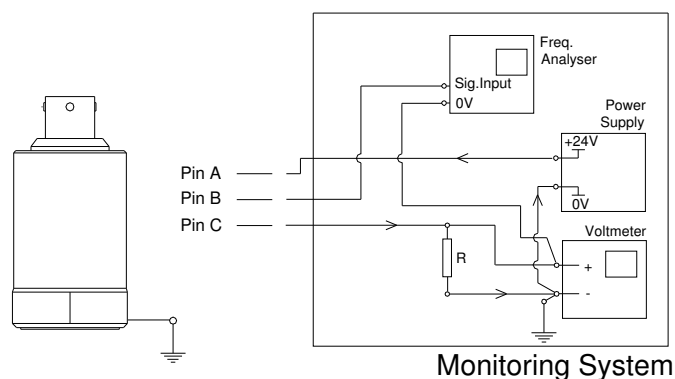 Freq.
Analyser
Sig.Input
0V
Power
Supply
+24V
0V
Pin A
Pin B
Pin C
Voltmeter
R
+
-
Monitoring System